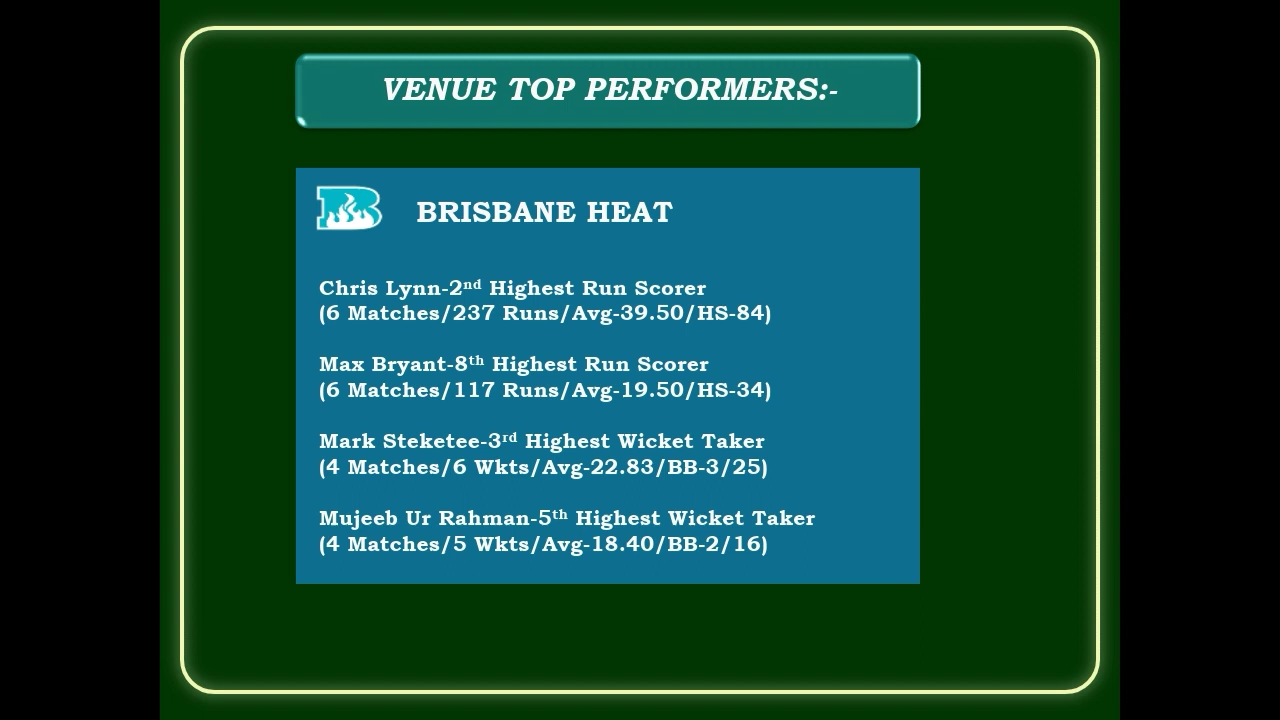 VENUE TOP PERFORMERS:-
B
BRISBANE HEAT
Chris Lynn-2nd Highest Run Scorer
(6 Matches/237 Runs/Avg-39.50/HS-84)
Max Bryant-8th Highest Run Scorer
(6 Matches/117 Runs/Avg-19.50/HS-34)
Mark Steketee-3rd Highest Wicket Taker
(4 Matches/6 Wkts/Avg-22.83/BB-3/25)
Mujeeb Ur Rahman-5th Highest Wicket Taker
(4 Matches/5 Wkts/Avg-18.40/BB-2/16)